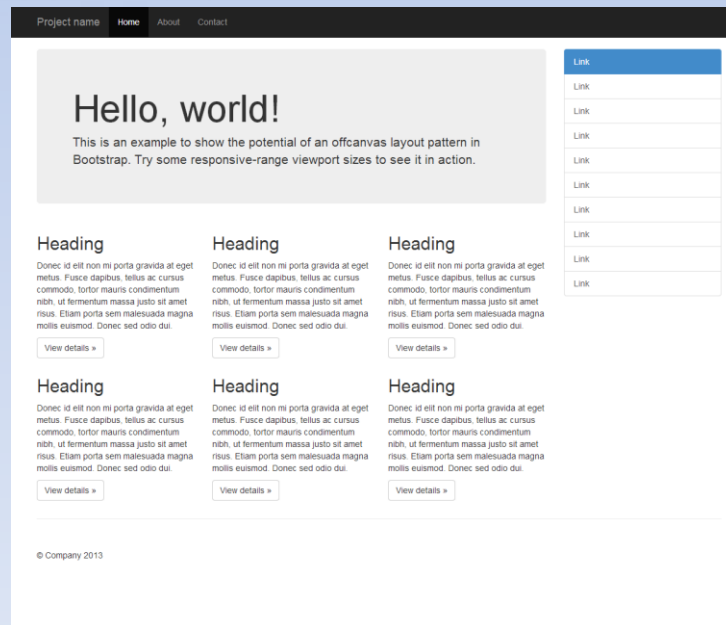 Project name Home About Contact
Hello, world!
This is an example to show the potential of an offcanvas layout pattern in
Bootstrap. Try some responsive-range viewport sizes to see it in action.
Link
Link
Link
Link
Link
Link
Link
Link
Link
Link
Heading
Donec id elit non mi porta gravida at eget
metus. Fusce dapibus, tellus ac cursus
commodo, tortor mauris condimentum
nibh, ut fermentum massa justo sit amet
risus. Etiam porta sem malesuada magna
mollis euismod. Donec sed odio dui.
View details »
Heading
Donec id elit non mi porta gravida at eget
metus. Fusce dapibus, tellus ac cursus
commodo, tortor mauris condimentum
nibh, ut fermentum massa justo sit amet
risus. Etiam porta sem malesuada magna
mollis euismod. Donec sed odio dui.
View details »
Heading
Donec id elit non mi porta gravida at eget
metus. Fusce dapibus, tellus ac cursus
commodo, tortor mauris condimentum
nibh, ut fermentum massa justo sit amet
risus. Etiam porta sem malesuada magna
mollis euismod. Donec sed odio dui.
View details »
Heading
Donec id elit non mi porta gravida at eget
metus. Fusce dapibus, tellus ac cursus
commodo, tortor mauris condimentum
nibh, ut fermentum massa justo sit amet
risus. Etiam porta sem malesuada magna
mollis euismod. Donec sed odio dui.
View details »
Heading
Donec id elit non mi porta gravida at eget
metus. Fusce dapibus, tellus ac cursus
commodo, tortor mauris condimentum
nibh, ut fermentum massa justo sit amet
risus. Etiam porta sem malesuada magna
mollis euismod. Donec sed odio dui.
View details »
Heading
Donec id elit non mi porta gravida at eget
metus. Fusce dapibus, tellus ac cursus
commodo, tortor mauris condimentum
nibh, ut fermentum massa justo sit amet
risus. Etiam porta sem malesuada magna
mollis euismod. Donec sed odio dui.
View details »
© Company 2013